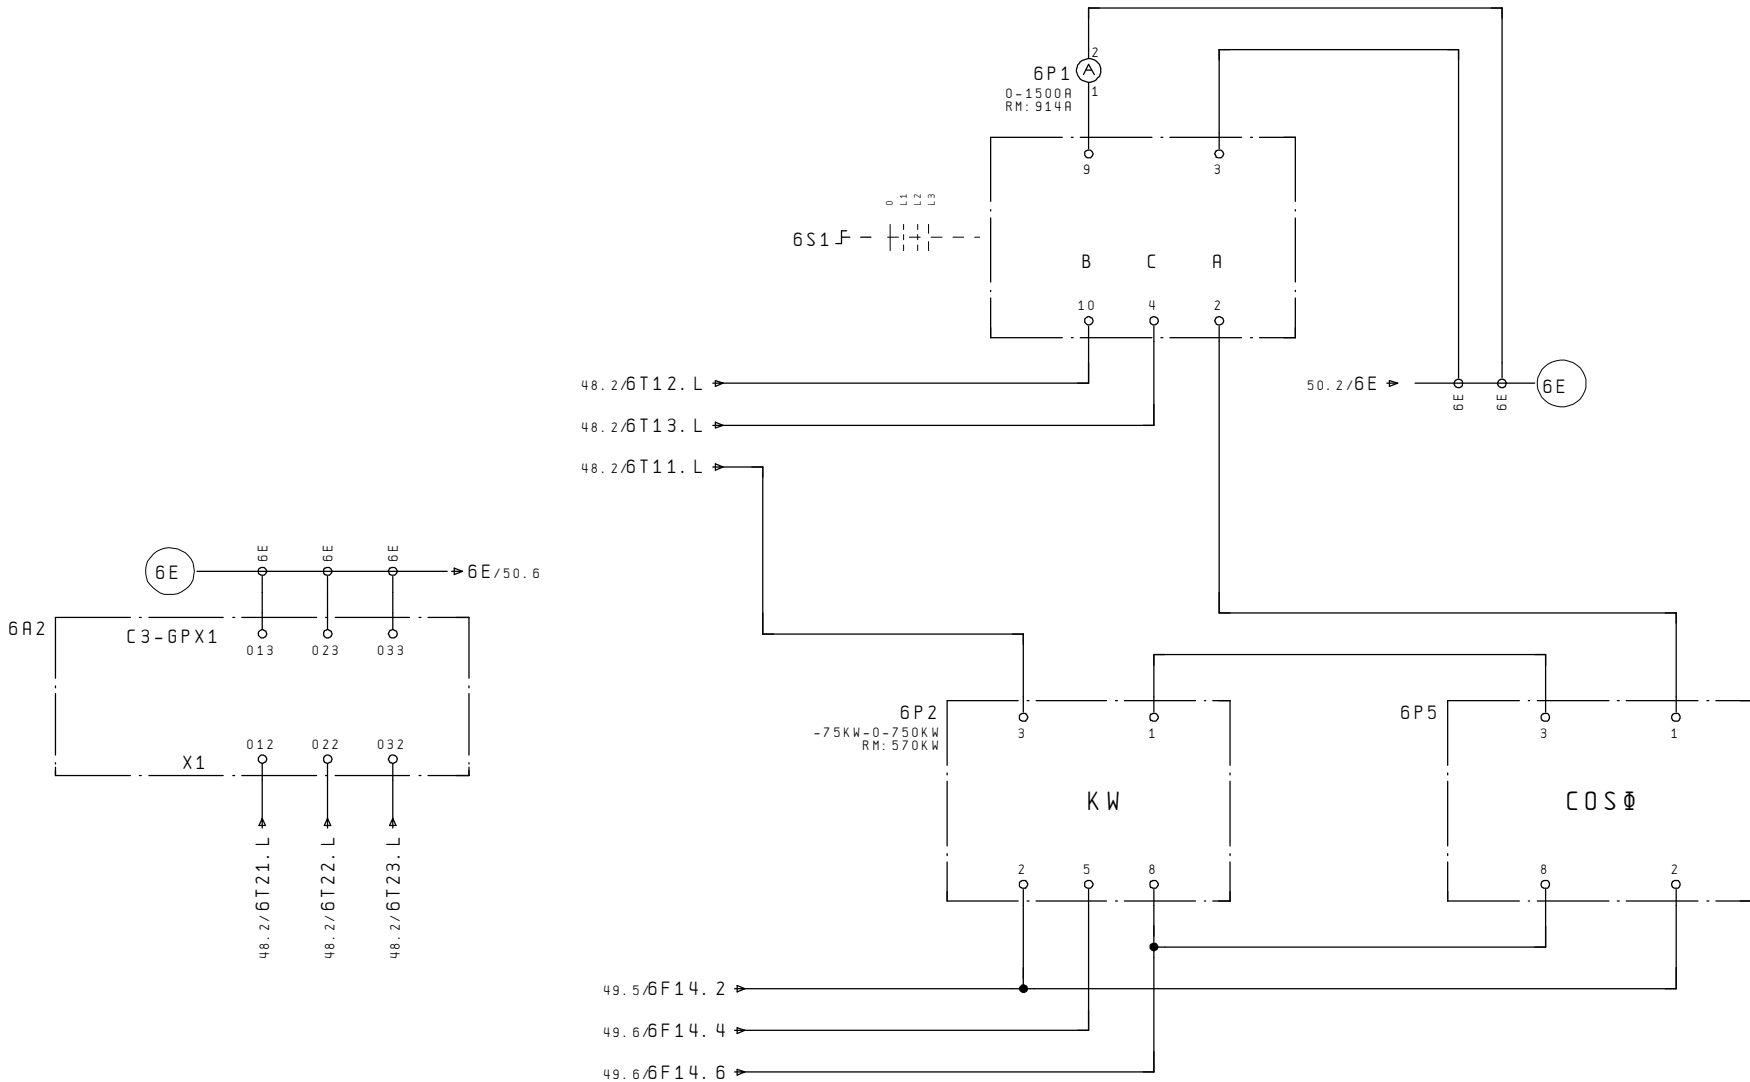 2
6P1 A
0-1500A 1
RM: 914A
9 3
0 L1 L2 L3
6S1
B C A
10 4 2
48.2/6T12.L
50.2/6E 6E
6E 6E
48.2/6T13.L
48.2/6T11.L
6E 6E 6E
6E 6E/50.6
6A2 C3-GPX1
013 023 033
6P2 6P5
-75KW-0-750KW 3 1 3 1
RM: 570KW
012 022 032
X1
KW COSΦ
48.2/6T21.L 48.2/6T22.L 48.2/6T23.L
2 5 8 8 2
49.5/6F14.2
49.6/6F14.4
49.6/6F14.6